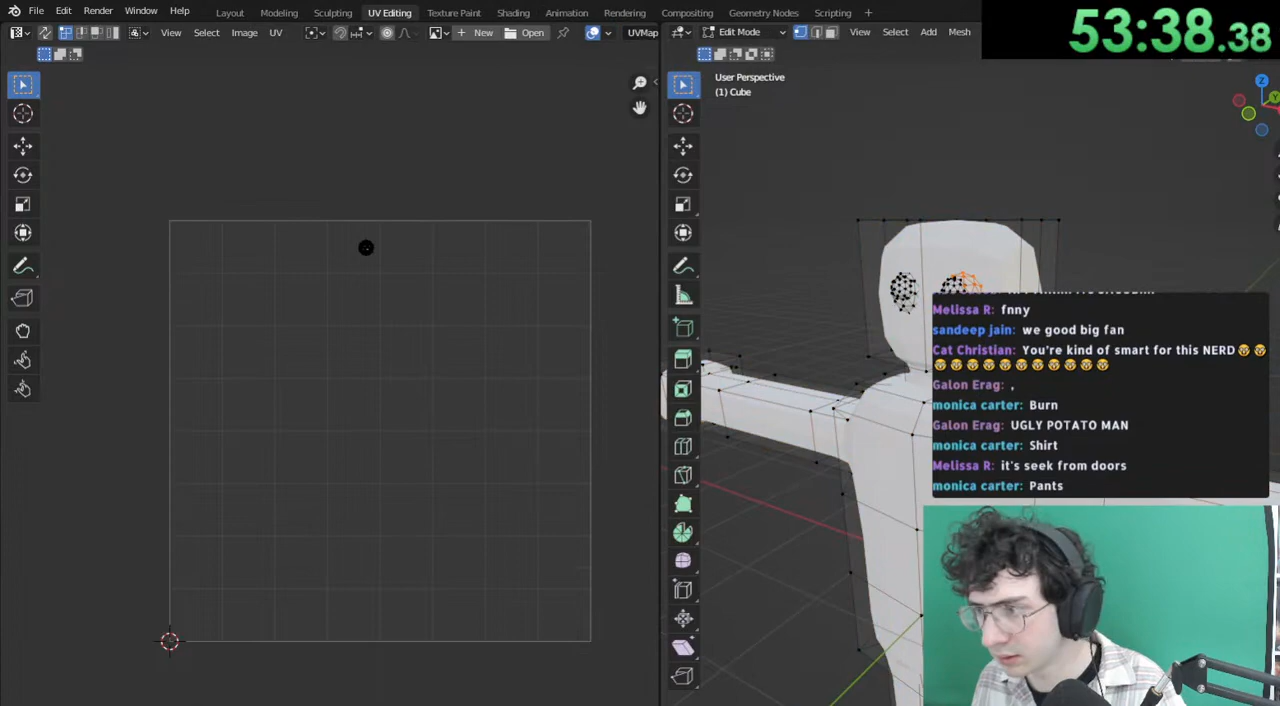 File Edit Render Window Help
Layout Modeling Sculpting UV Editing Texture Paint Shading Animation Rendering Compositing Geometry Nodes Scripting +
View Select Image UV
New Open
UVMap
Edit Mode
View Select Add Mesh
53:38.38
User Perspective
(1) Cube
Z
Y
Melissa R: fnny
sandeep jain: we good big fan
Cat Christian: You're kind of smart for this NERD
Galon Erag: ,
monica carter: Burn
Galon Erag: UGLY POTATO MAN
monica carter: Shirt
Melissa R: it's seek from doors
monica carter: Pants